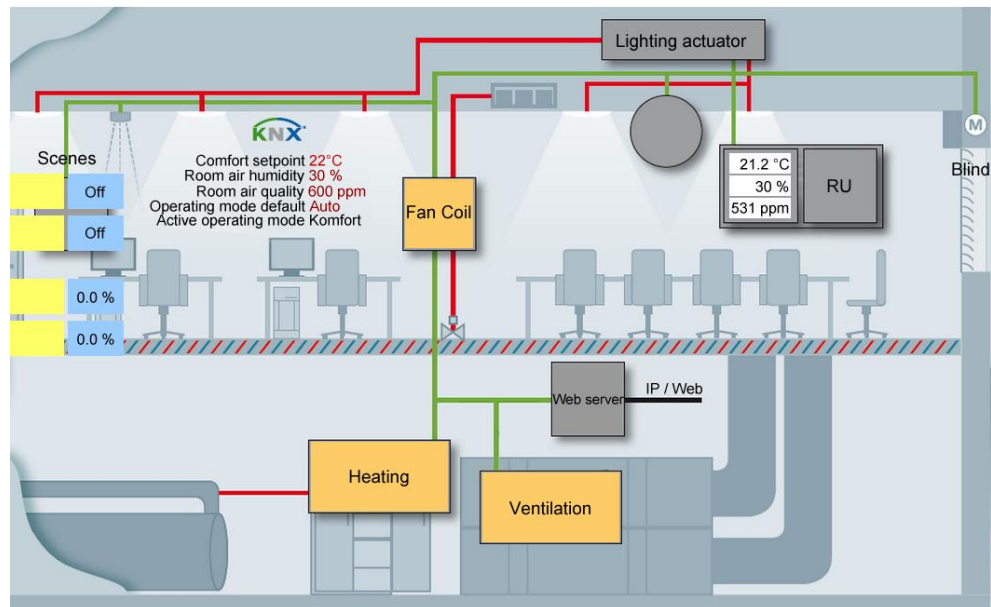 Lighting actuator
M
KNX
Scenes
Off
Off
0.0 %
0.0 %
Comfort setpoint 22°C
Room air humidity 30 %
Room air quality 600 ppm
Operating mode default Auto
Active operating mode Komfort
Fan Coil
21.2 °C
30 %
531 ppm
RU
Blind
Web server
IP / Web
Heating
Ventilation